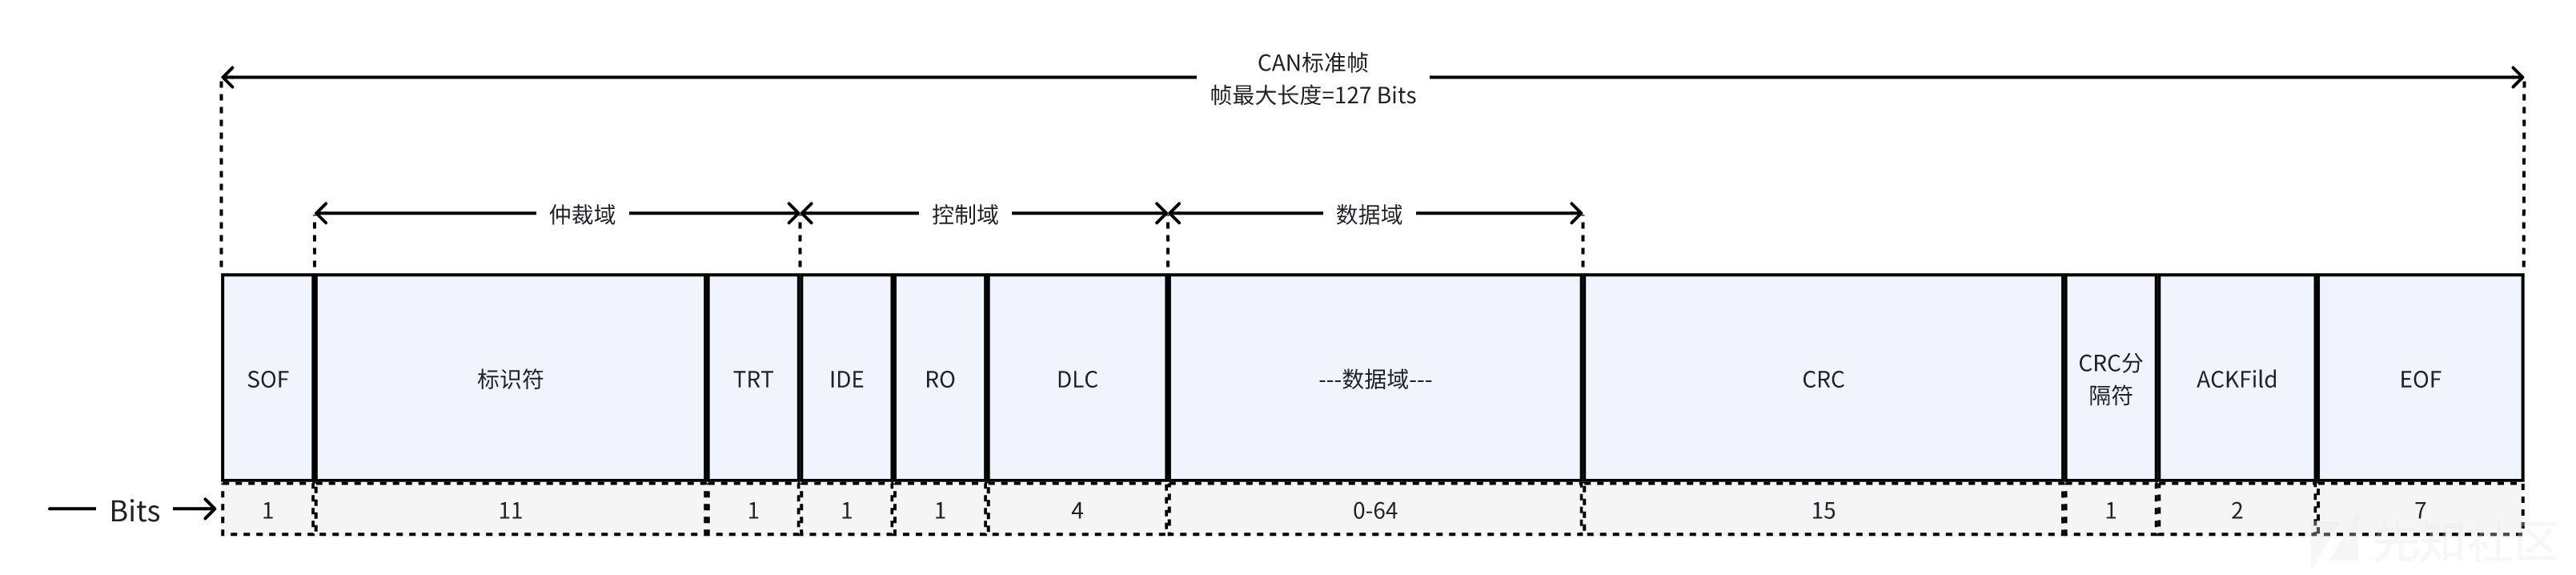 CAN标准帧
帧最大长度=127 Bits
仲裁域 控制域 数据域
SOF 标识符 TRT IDE RO DLC ---数据域--- CRC CRC分隔符 ACKFild EOF
Bits 1 11 1 1 1 4 0-64 15 1 2 7
先知社区